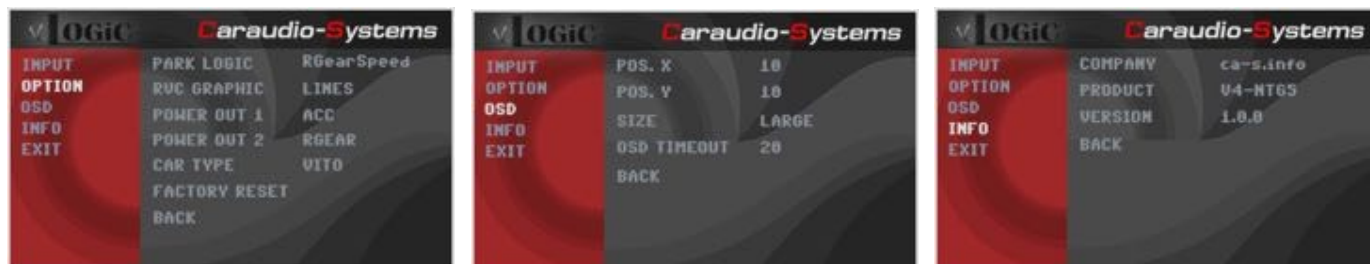 vLOGiC Caraudio-Systems
INPUT
OPTION
OSD
INFO
EXIT
PARK LOGIC RGearSpeed
RVC GRAPHIC LINES
POWER OUT 1 ACC
POWER OUT 2 RGEAR
CAR TYPE VITO
FACTORY RESET
BACK
vLOGiC Caraudio-Systems
INPUT
OPTION
OSD
INFO
EXIT
POS. X 10
POS. Y 10
SIZE LARGE
OSD TIMEOUT 20
BACK
vLOGiC Caraudio-Systems
INPUT
OPTION
OSD
INFO
EXIT
COMPANY ca-s.info
PRODUCT V4-NTG5
VERSION 1.0.0
BACK